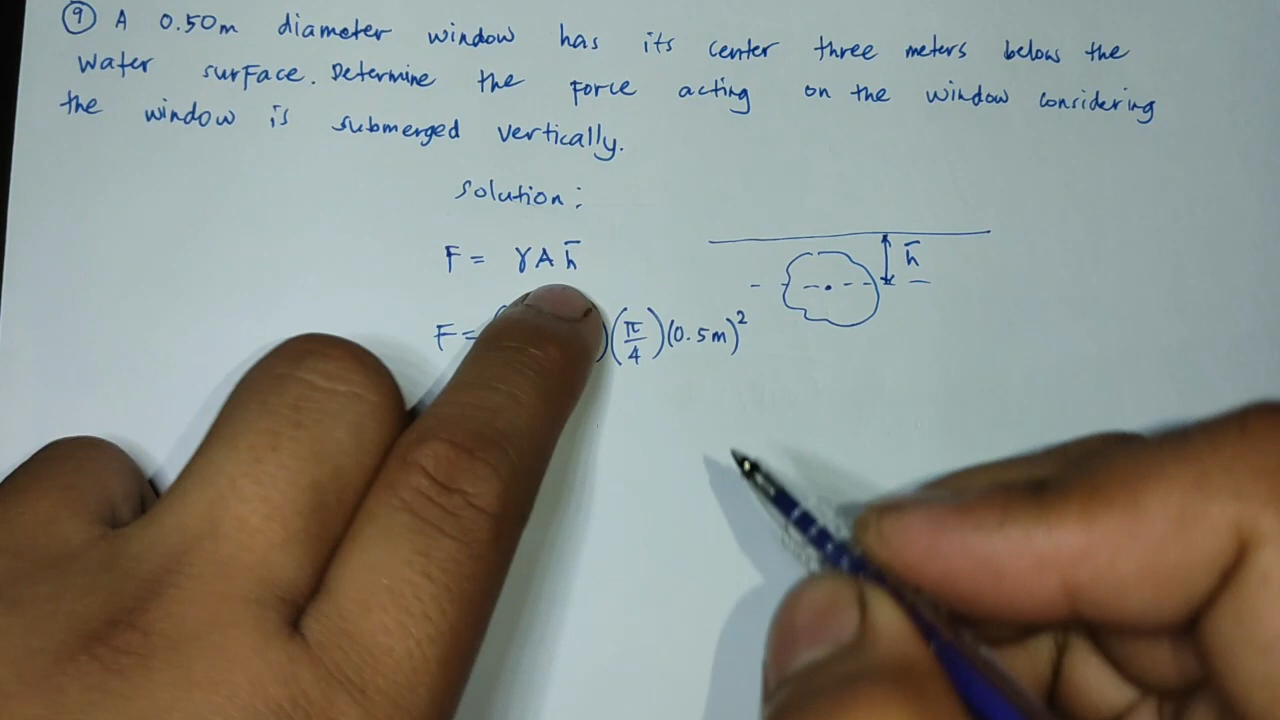 9 A 0.50m diameter window has its center three meters below the
water surface. Determine the force acting on the window considering
the window is submerged vertically.
Solution:
F = γAh̄
h̄
F = )(π/4)(0.5m)²